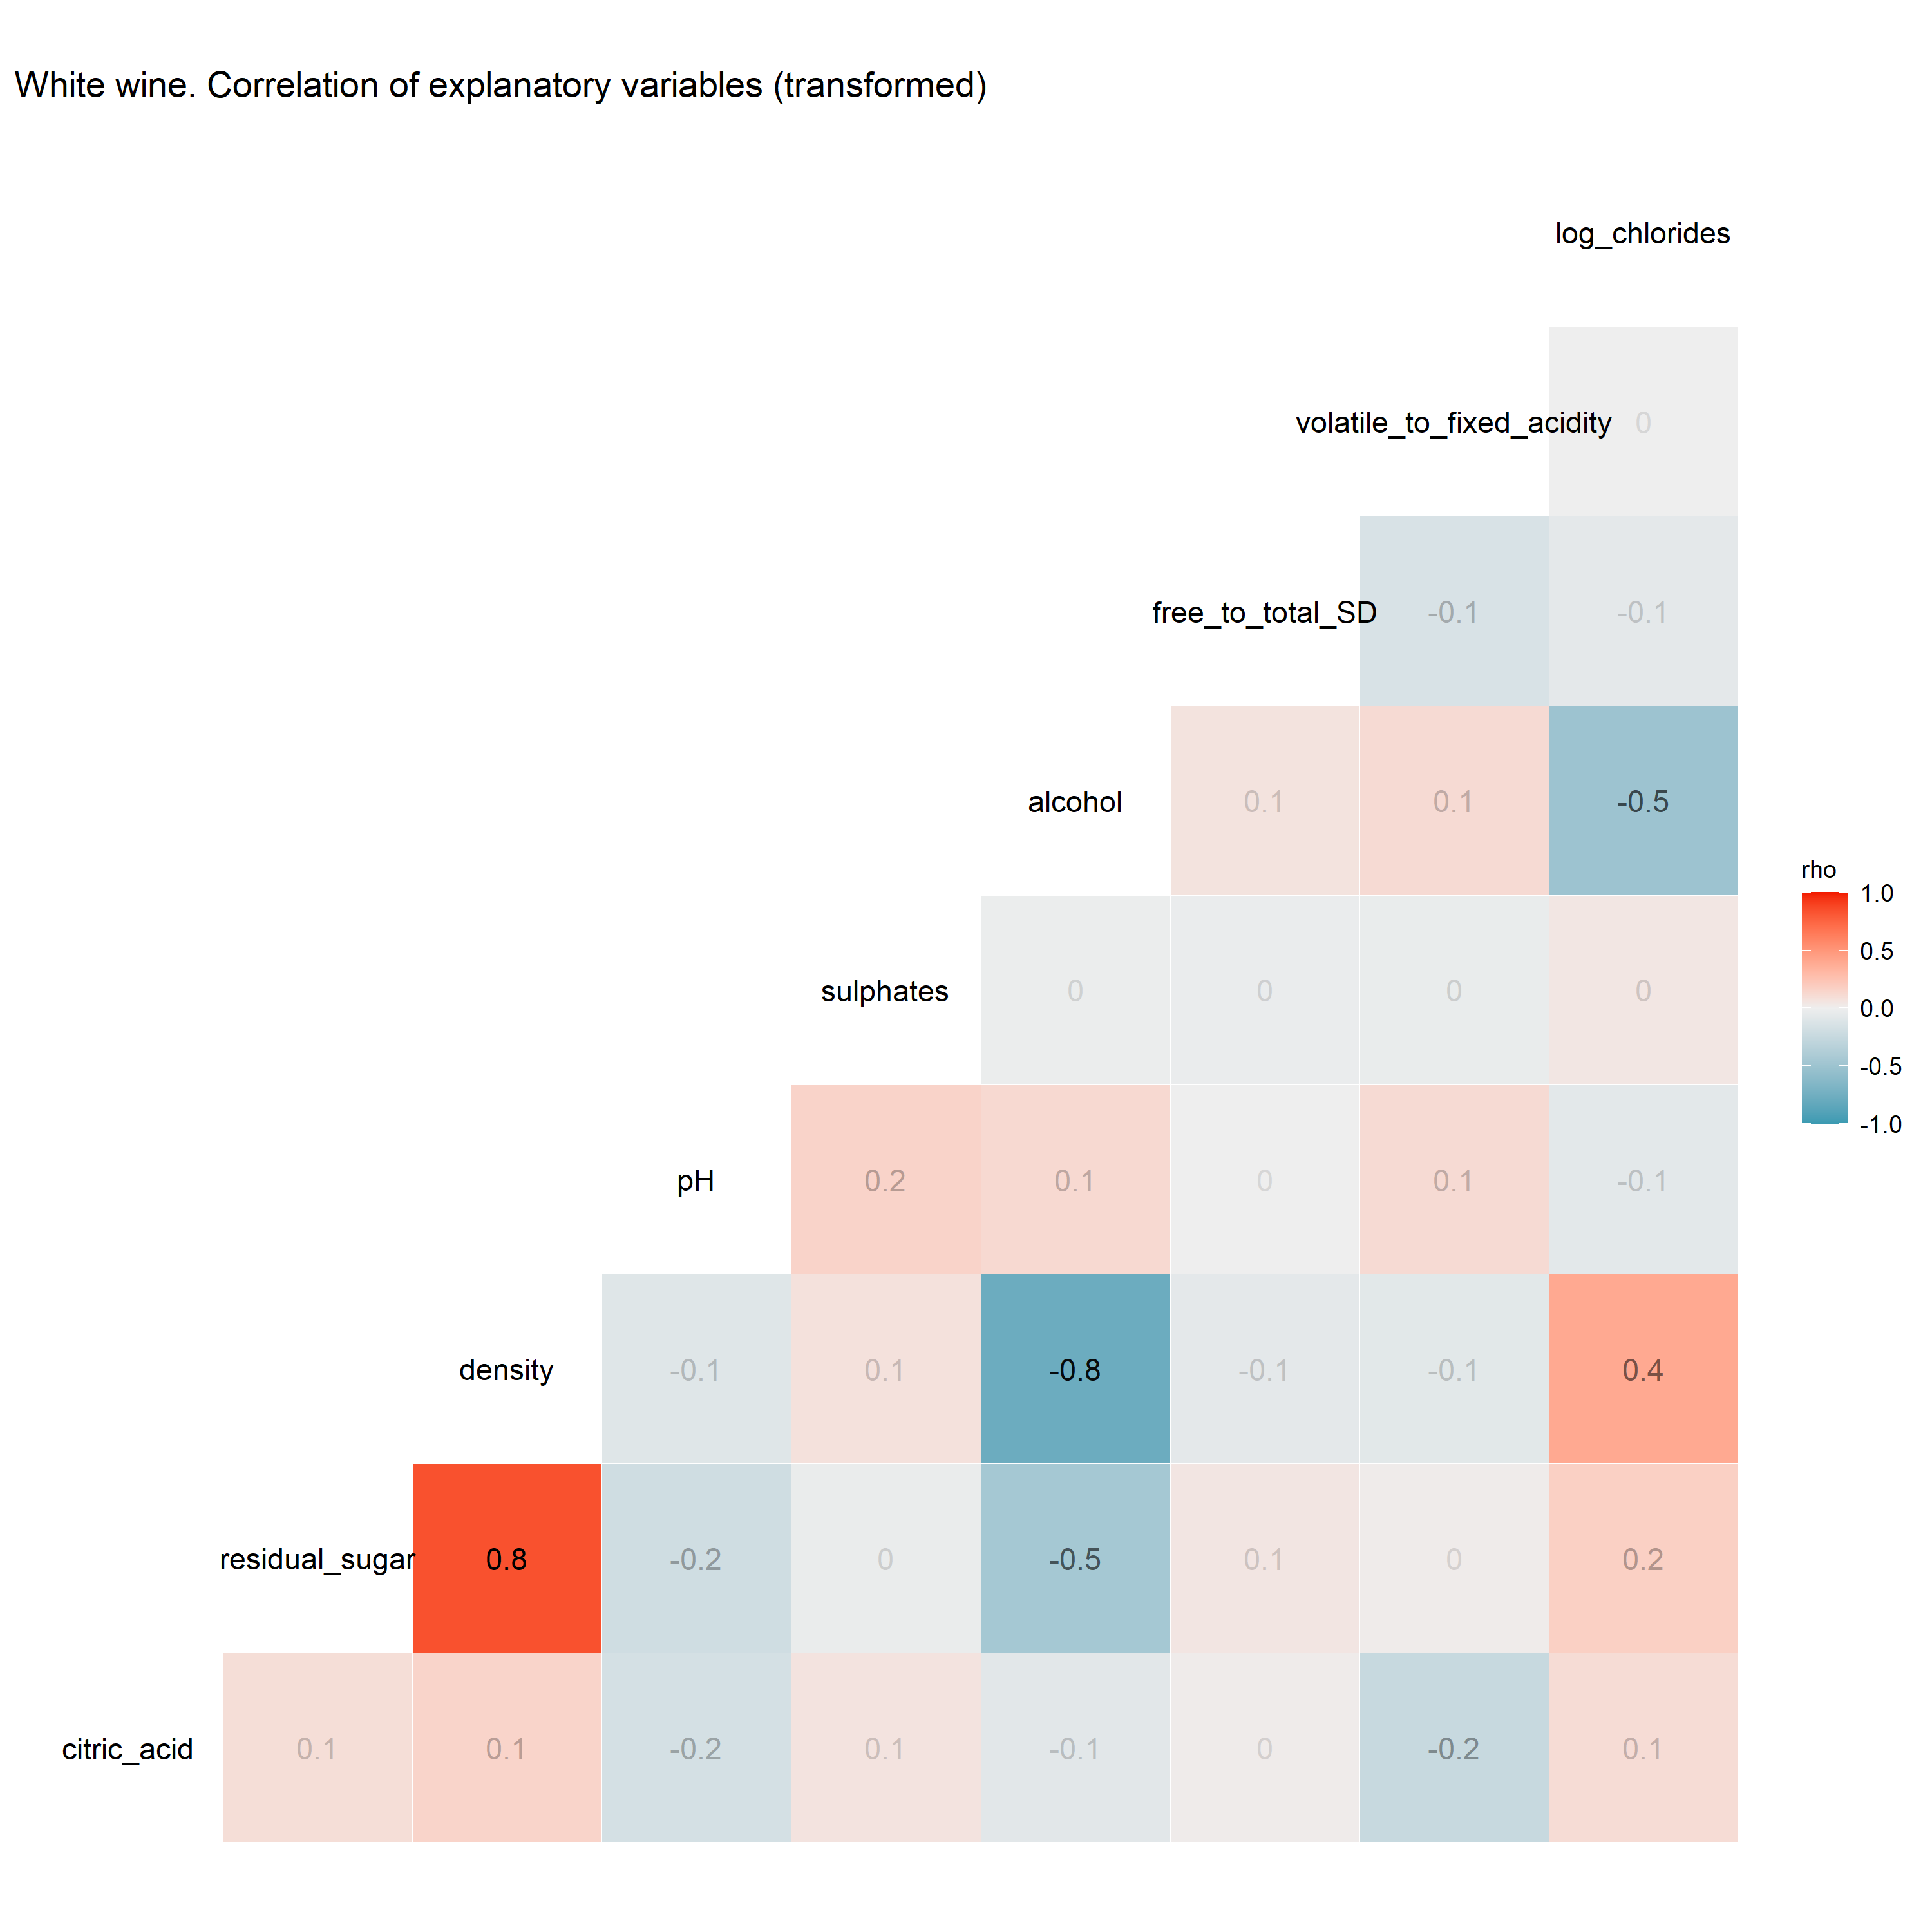 White wine. Correlation of explanatory variables (transformed)
log_chlorides
volatile_to_fixed_acidity 0
free_to_total_SD -0.1 -0.1
alcohol 0.1 0.1 -0.5
sulphates 0 0 0 0
pH 0.2 0.1 0 0.1 -0.1
density -0.1 0.1 -0.8 -0.1 -0.1 0.4
residual_sugar 0.8 -0.2 0 -0.5 0.1 0 0.2
citric_acid 0.1 0.1 -0.2 0.1 -0.1 0 -0.2 0.1
rho
1.0
0.5
0.0
-0.5
-1.0